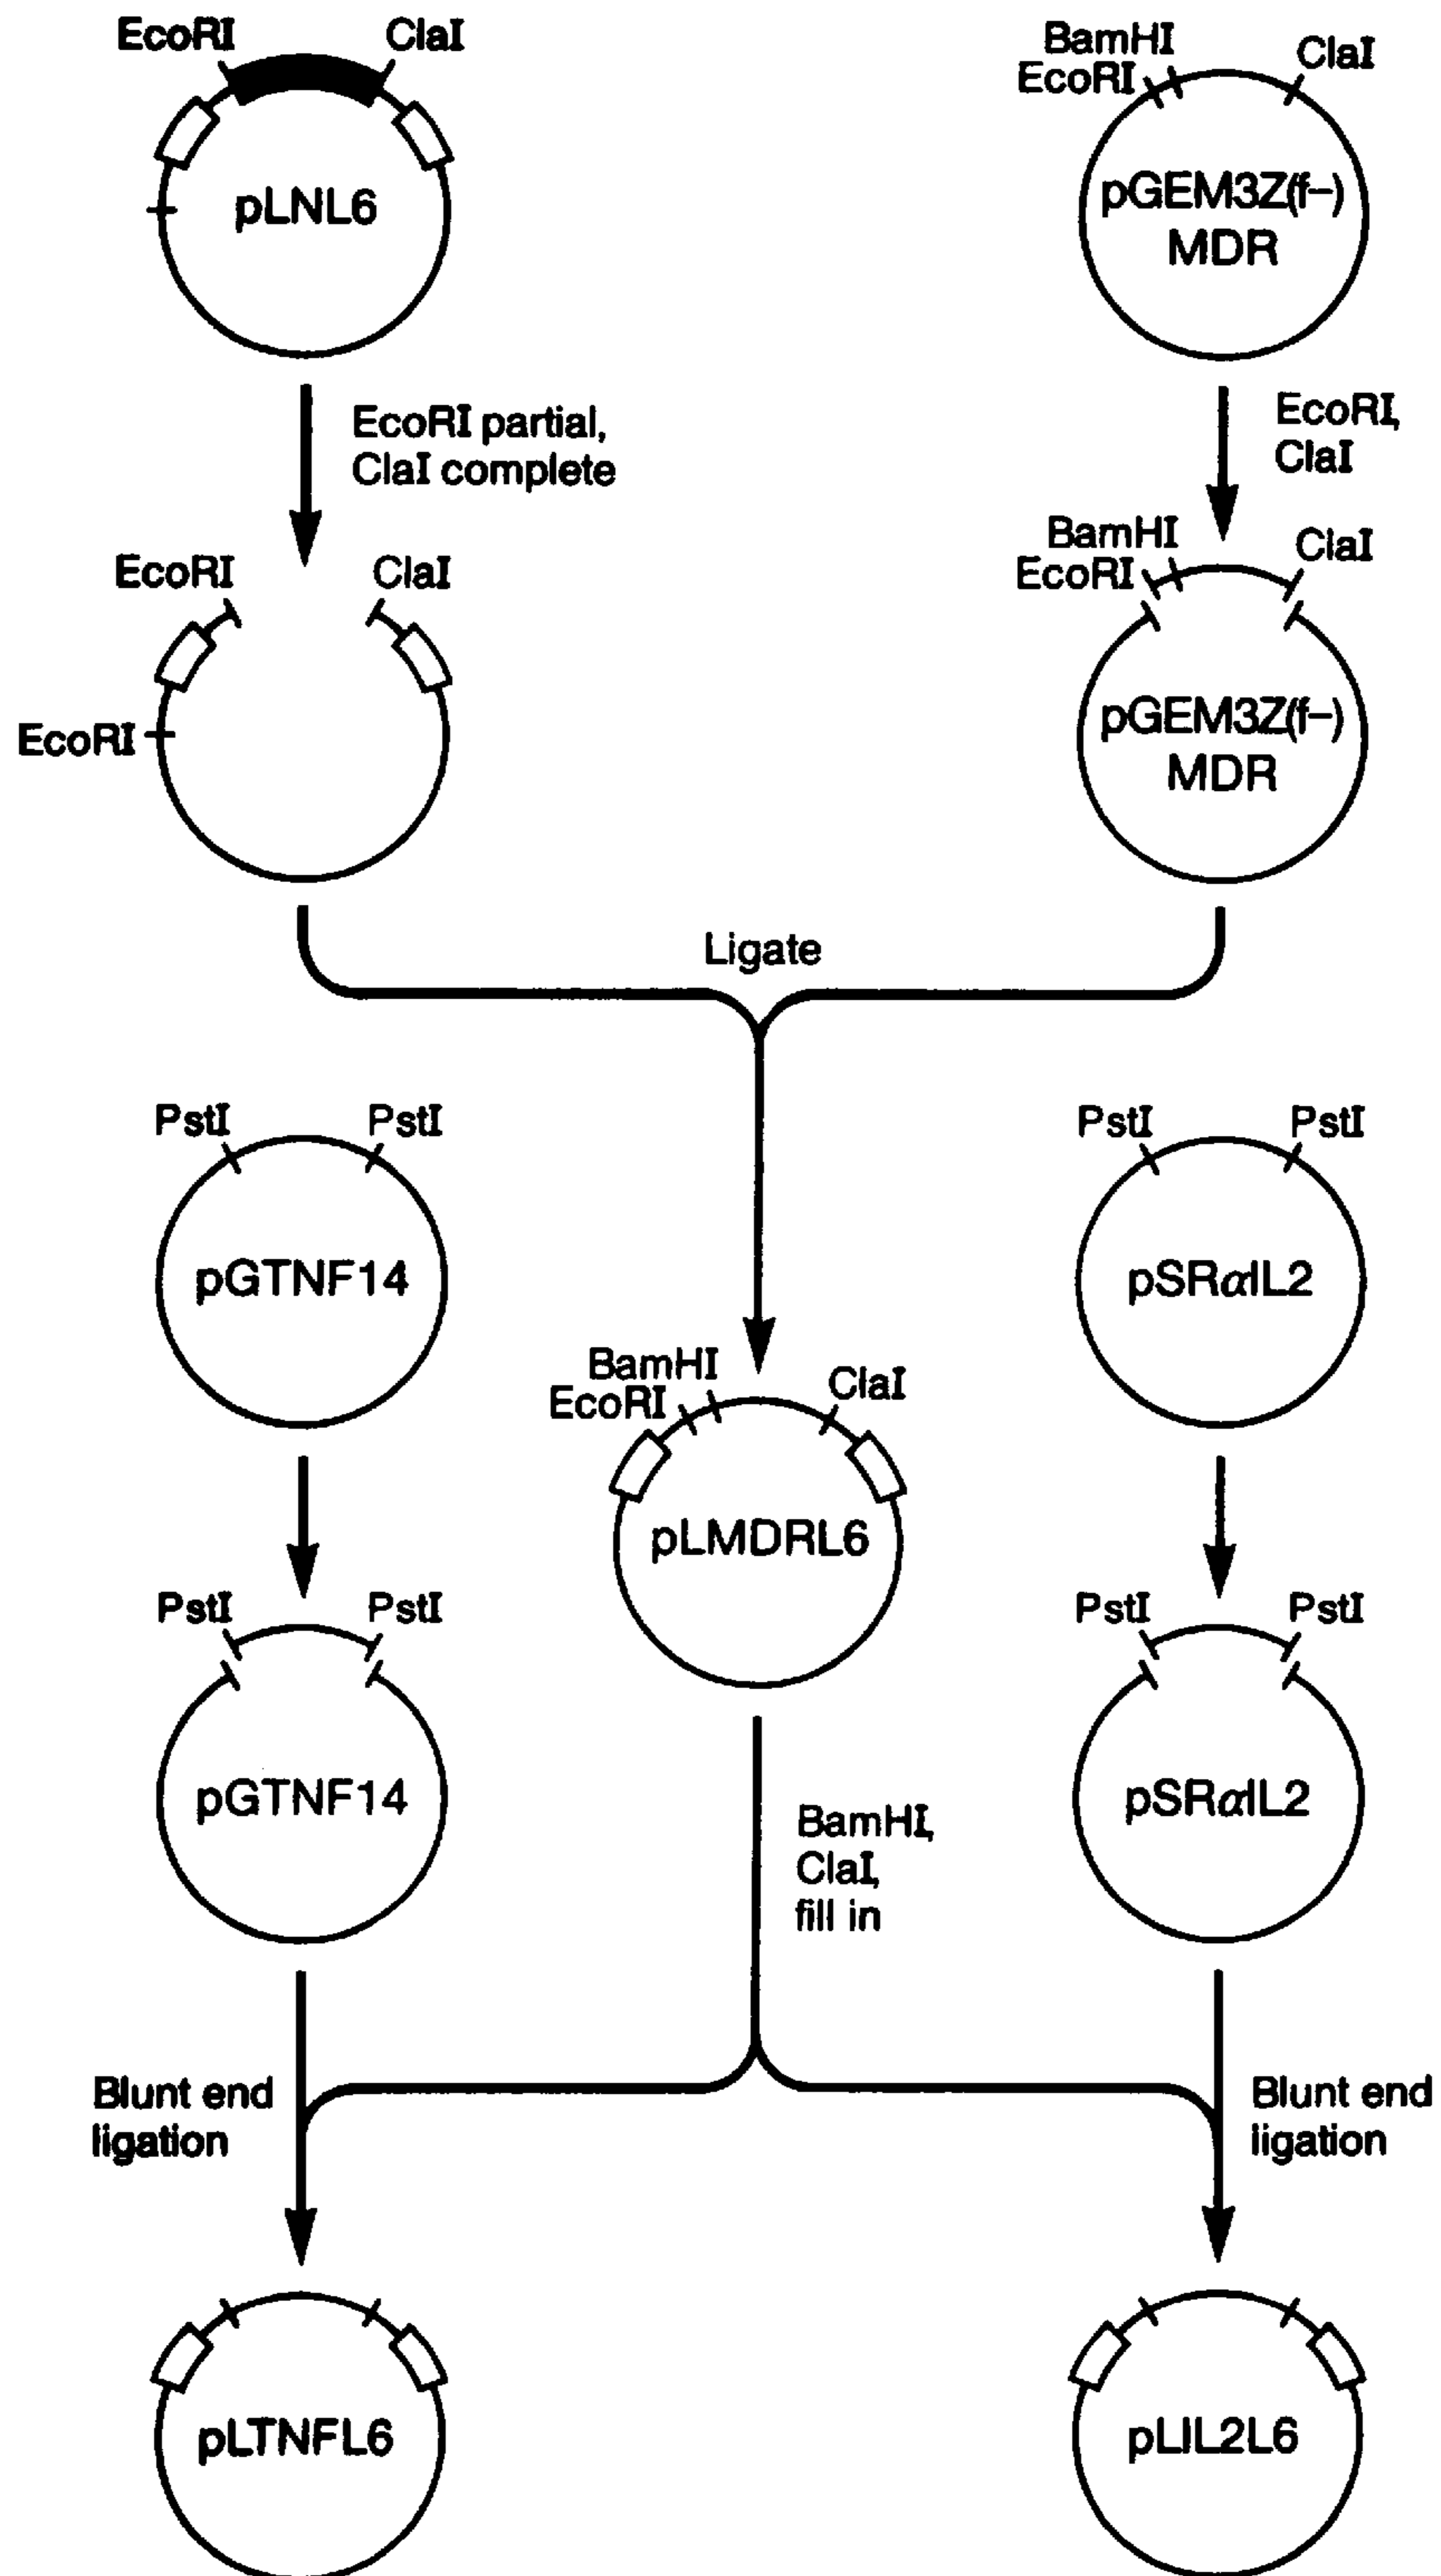 EcoRI
ClaI
pLNL6
BamHI
EcoRI
ClaI
pGEM3Z(f–)
MDR
EcoRI partial,
ClaI complete
EcoRI,
ClaI
EcoRI
ClaI
EcoRI
BamHI
EcoRI
ClaI
pGEM3Z(f–)
MDR
Ligate
PstI
PstI
pGTNF14
PstI
PstI
pSRαIL2
BamHI
EcoRI
ClaI
pLMDRL6
PstI
PstI
pGTNF14
PstI
PstI
pSRαIL2
BamHI,
ClaI,
fill in
Blunt end
ligation
Blunt end
ligation
pLTNFL6
pLIL2L6